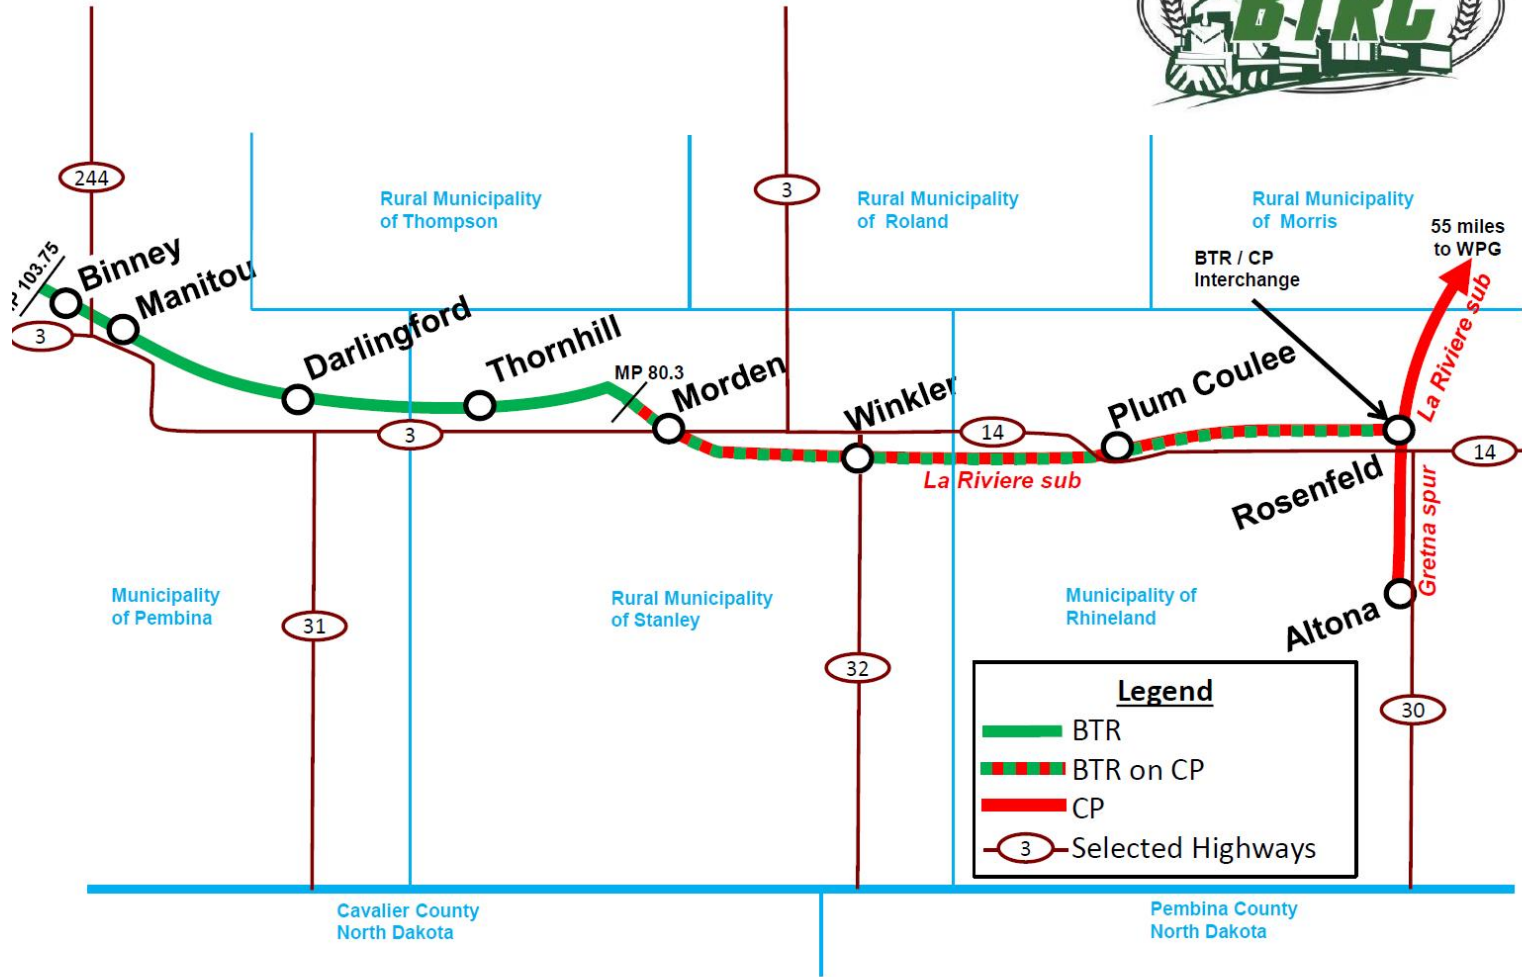 BTRC
244
3
Rural Municipality
of Thompson
Rural Municipality
of Roland
Rural Municipality
of Morris
55 miles
to WPG
BTR / CP
Interchange
103.75
Binney
Manitou
3
Darlingford
Thornhill
MP 80.3
Morden
Winkler
Plum Coulee
La Riviere sub
3
14
14
La Riviere sub
Rosenfeld
Gretna spur
Altona
Municipality
of Pembina
Rural Municipality
of Stanley
Municipality of
Rhineland
31
32
30
Legend
BTR
BTR on CP
CP
3 Selected Highways
Cavalier County
North Dakota
Pembina County
North Dakota